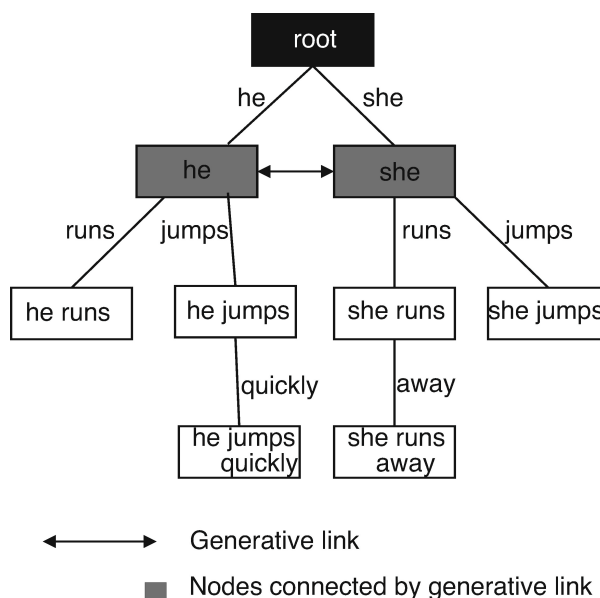 root
he
she
he
she
runs
jumps
runs
jumps
he runs
he jumps
she runs
she jumps
quickly
away
he jumps
quickly
she runs
away
Generative link
Nodes connected by generative link